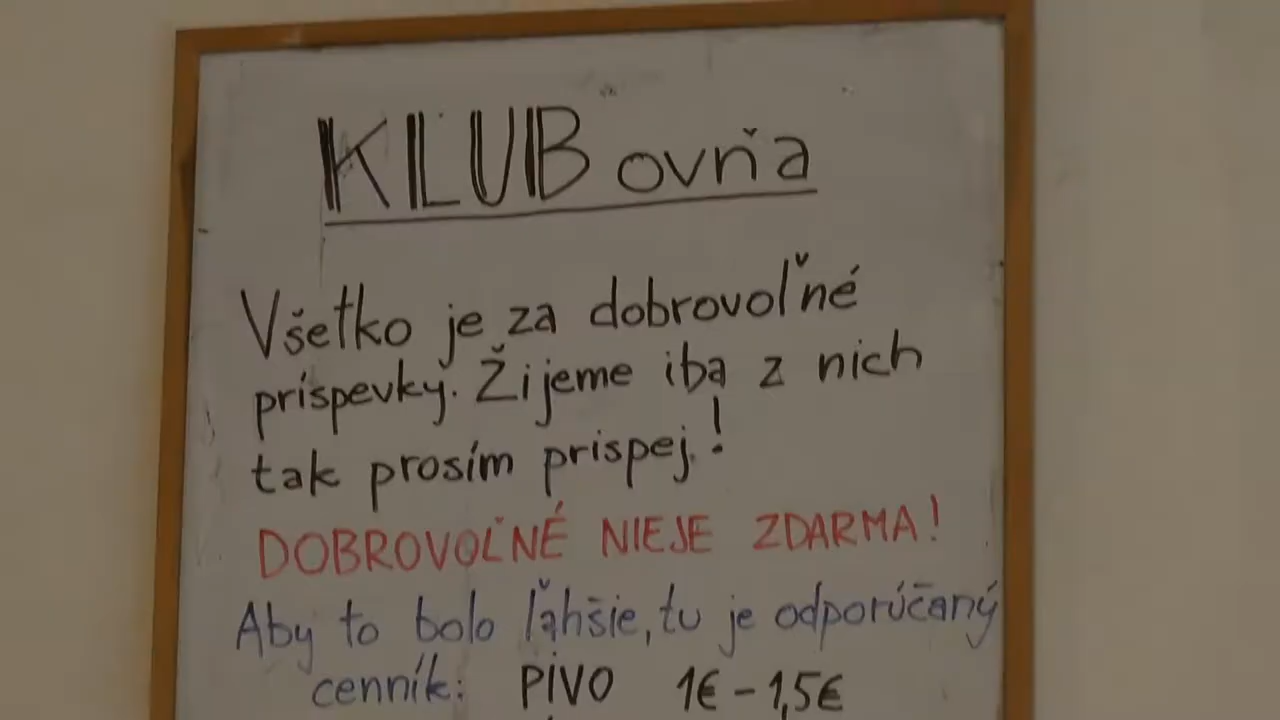 KLUBovňa
Všetko je za dobrovoľné
príspevky. Žijeme iba z nich
tak prosím prispej!
DOBROVOĽNÉ NIEJE ZDARMA!
Aby to bolo ľahšie, tu je odporúčaný
cenník: PIVO 1€ - 1,5€